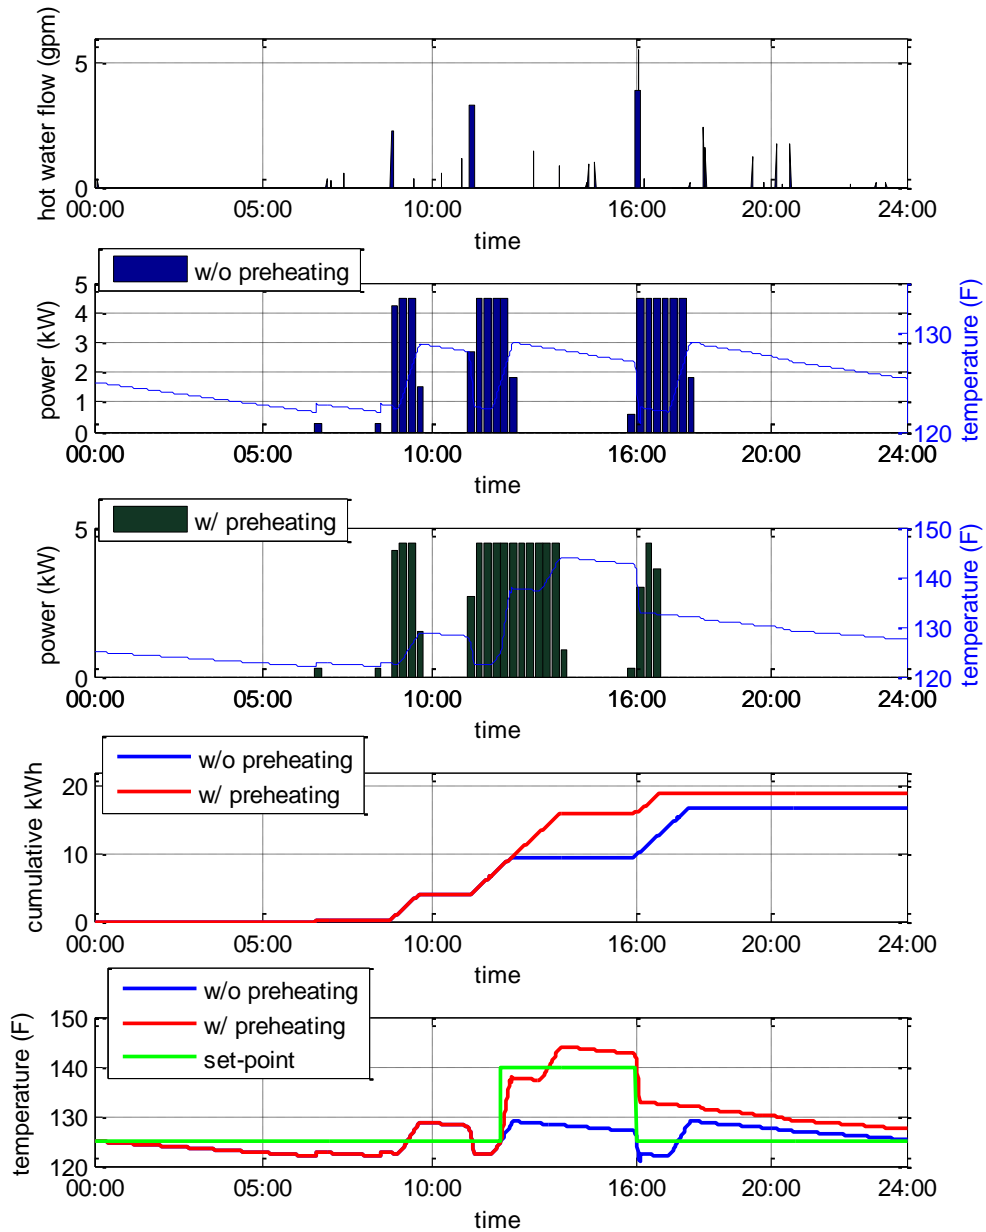 hot water flow (gpm)
5
0
00:00 05:00 10:00 16:00 20:00 24:00
time
w/o preheating
power (kW)
5
4
3
2
1
0
temperature (F)
130
120
00:00 05:00 10:00 16:00 20:00 24:00
time
w/ preheating
power (kW)
5
0
temperature (F)
150
140
130
120
00:00 05:00 10:00 16:00 20:00 24:00
time
w/o preheating
w/ preheating
cumulative kWh
20
10
0
00:00 05:00 10:00 16:00 20:00 24:00
time
w/o preheating
w/ preheating
set-point
temperature (F)
150
140
130
120
00:00 05:00 10:00 16:00 20:00 24:00
time